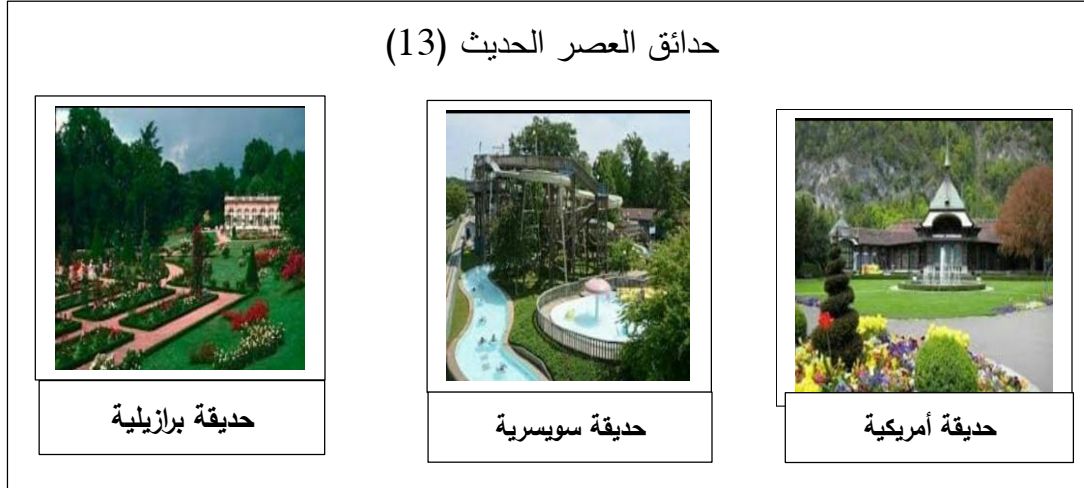 حدائق العصر الحديث (13)
حديقة أمريكية
حديقة سويسرية
حديقة برازيلية